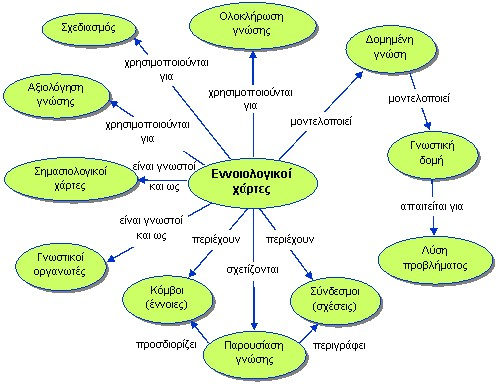 Ολοκλήρωση
γνώσης
Σχεδιασμός
Δομημένη
γνώση
χρησιμοποιούνται
για
Αξιολόγηση
γνώσης
χρησιμοποιούνται
για
μοντελοποιεί
χρησιμοποιούνται
για
μοντελοποιεί
Γνωστική
δομή
Σημασιολογικοί
χάρτες
είναι γνωστοί
και ως
Εννοιολογικοί
χάρτες
απαιτείται για
είναι γνωστοί
και ως
Γνωστικοί
οργανωτές
περιέχουν
περιέχουν
Λύση
προβλήματος
σχετίζονται
Κόμβοι
(έννοιες)
Σύνδεσμοι
(σχέσεις)
προσδιορίζει
Παρουσίαση
γνώσης
περιγράφει